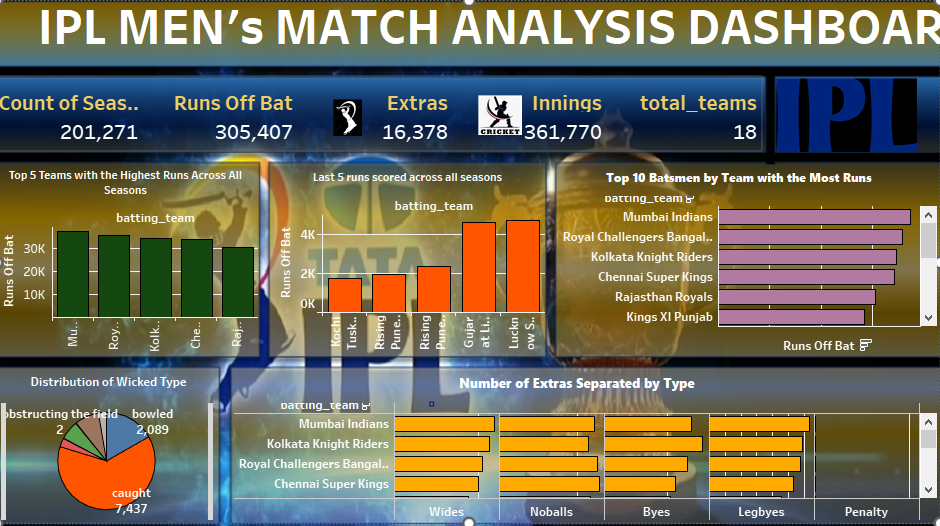 IPL MEN's MATCH ANALYSIS DASHBOAR
Count of Seas.. Runs Off Bat Extras Innings total_teams
201,271 305,407 16,378 361,770 18
CRICKET
IPL
Top 5 Teams with the Highest Runs Across All
Seasons
batting_team
Runs Off Bat
30K
20K
10K
Mu..
Roy..
Kolk..
Che..
Raj..
Last 5 runs scored across all seasons
batting_team
Runs Off Bat
4K
2K
0K
Kochi
Tusk..
Rising
Pune..
Rising
Pune..
Gujar
at Li..
Luckn
ow S..
TATA
IPL
Top 10 Batsmen by Team with the Most Runs
batting_team
Mumbai Indians
Royal Challengers Bangal..
Kolkata Knight Riders
Chennai Super Kings
Rajasthan Royals
Kings XI Punjab
Runs Off Bat
Distribution of Wicked Type
obstructing the field
2
bowled
2,089
caught
7,437
Number of Extras Separated by Type
batting_team
Mumbai Indians
Kolkata Knight Riders
Royal Challengers Bangal..
Chennai Super Kings
Wides Noballs Byes Legbyes Penalty